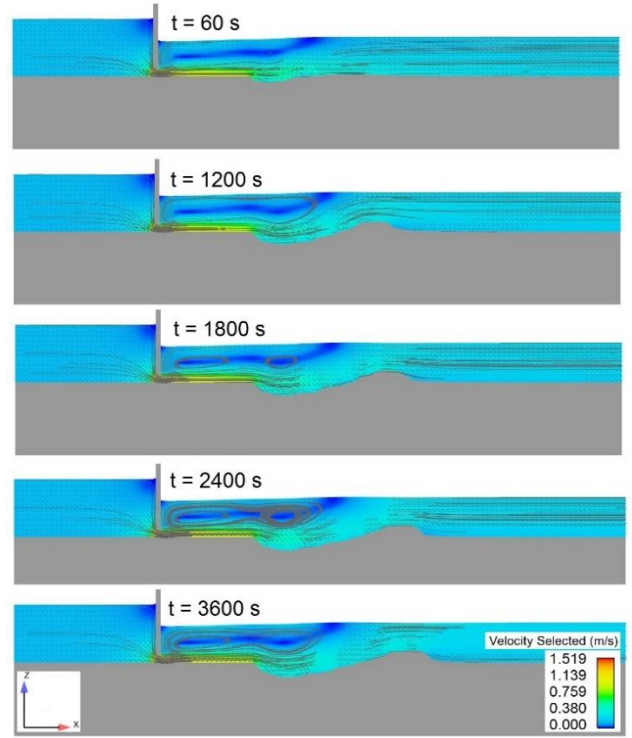 t = 60 s
t = 1200 s
t = 1800 s
t = 2400 s
t = 3600 s
Velocity Selected (m/s)
1.519
1.139
0.759
0.380
0.000
z
x